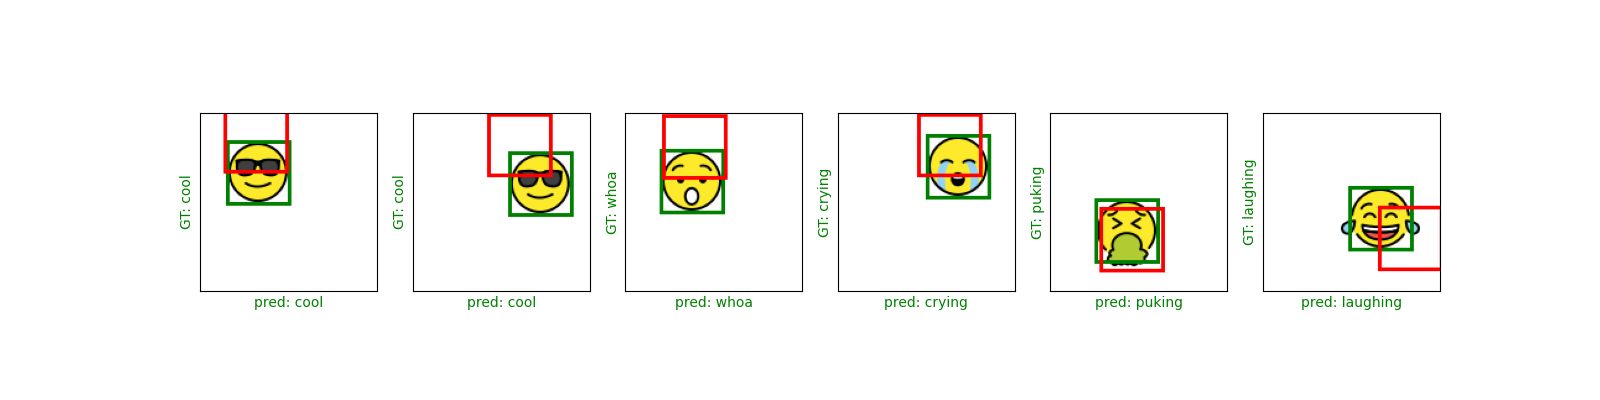 GT: cool
pred: cool
GT: cool
pred: cool
GT: whoa
pred: whoa
GT: crying
pred: crying
GT: puking
pred: puking
GT: laughing
pred: laughing